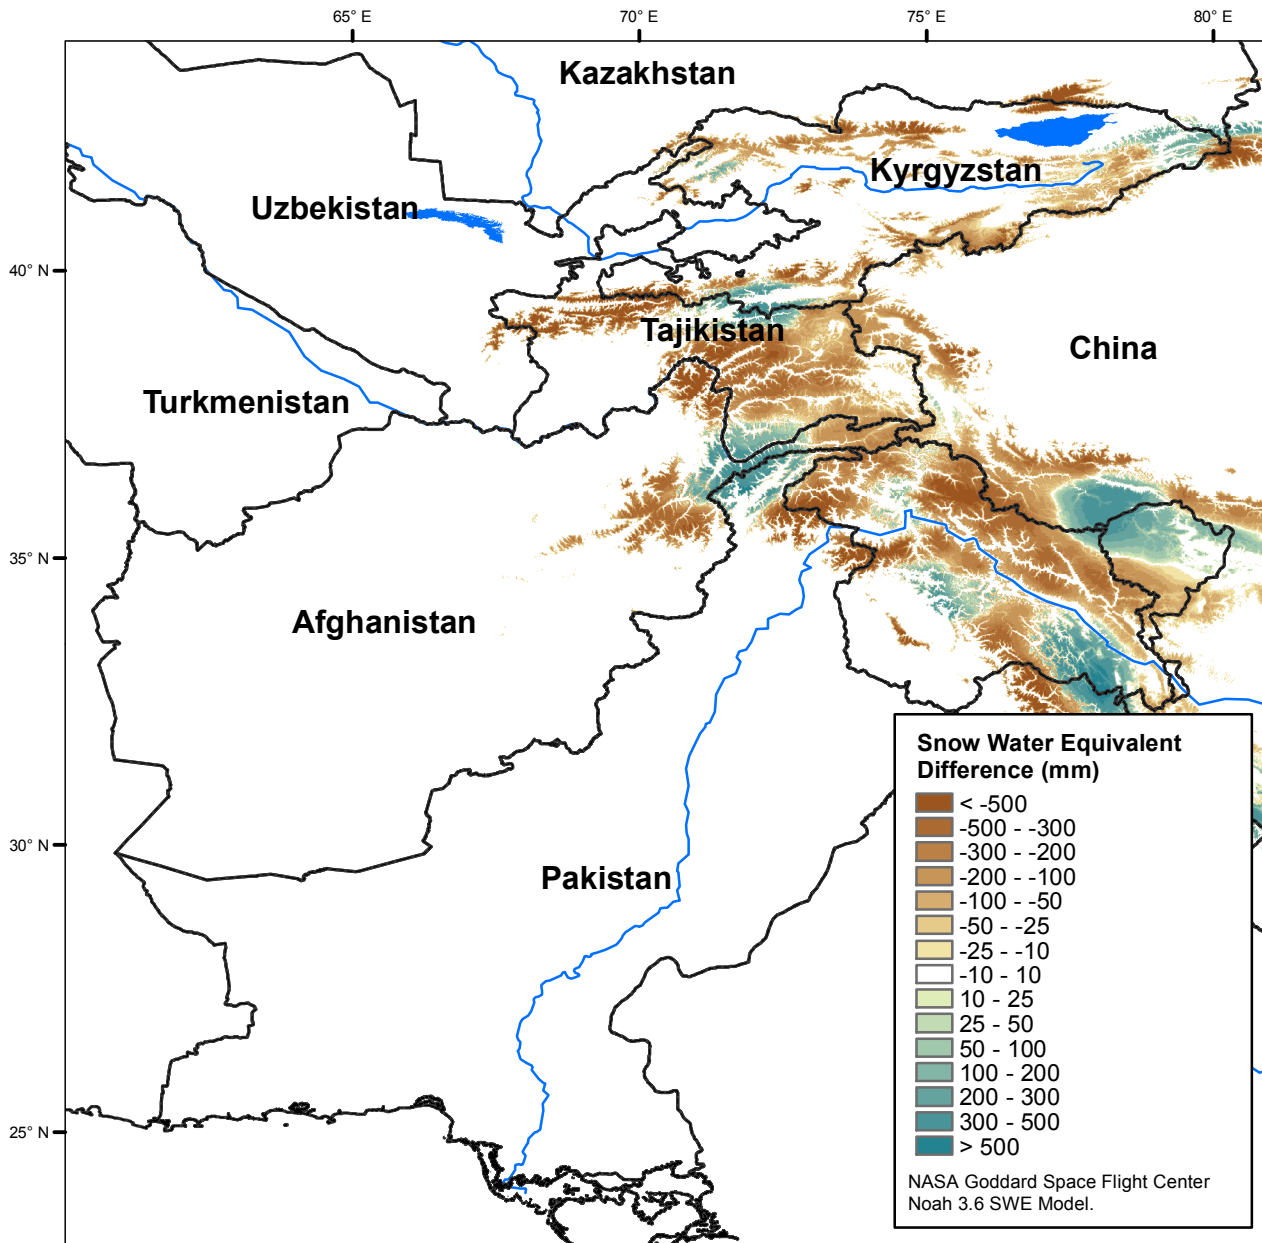 65° E
70° E
75° E
80° E
Kazakhstan
Kyrgyzstan
Uzbekistan
40° N
Tajikistan
China
Turkmenistan
35° N
Afghanistan
Snow Water Equivalent
Difference (mm)
< -500
-500 - -300
-300 - -200
-200 - -100
-100 - -50
-50 - -25
-25 - -10
-10 - 10
10 - 25
25 - 50
50 - 100
100 - 200
200 - 300
300 - 500
> 500
30° N
Pakistan
25° N
NASA Goddard Space Flight Center
Noah 3.6 SWE Model.